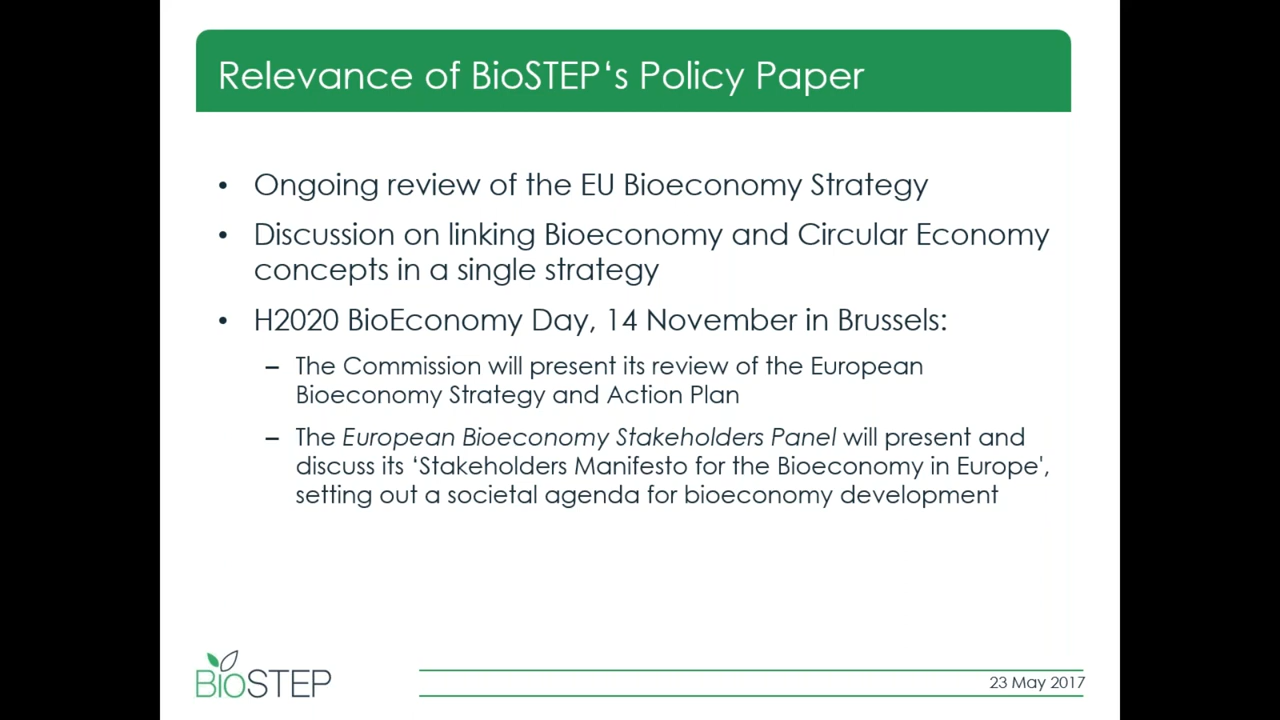 Relevance of BioSTEP‘s Policy Paper
• Ongoing review of the EU Bioeconomy Strategy
• Discussion on linking Bioeconomy and Circular Economy
concepts in a single strategy
• H2020 BioEconomy Day, 14 November in Brussels:
– The Commission will present its review of the European
Bioeconomy Strategy and Action Plan
– The European Bioeconomy Stakeholders Panel will present and
discuss its ‘Stakeholders Manifesto for the Bioeconomy in Europe',
setting out a societal agenda for bioeconomy development
BioSTEP
23 May 2017